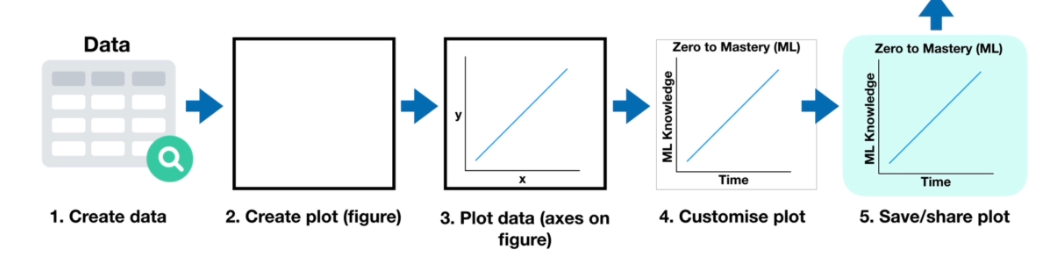 Data
1. Create data
2. Create plot (figure)
y
x
3. Plot data (axes on
figure)
Zero to Mastery (ML)
ML Knowledge
Time
4. Customise plot
Zero to Mastery (ML)
ML Knowledge
Time
5. Save/share plot